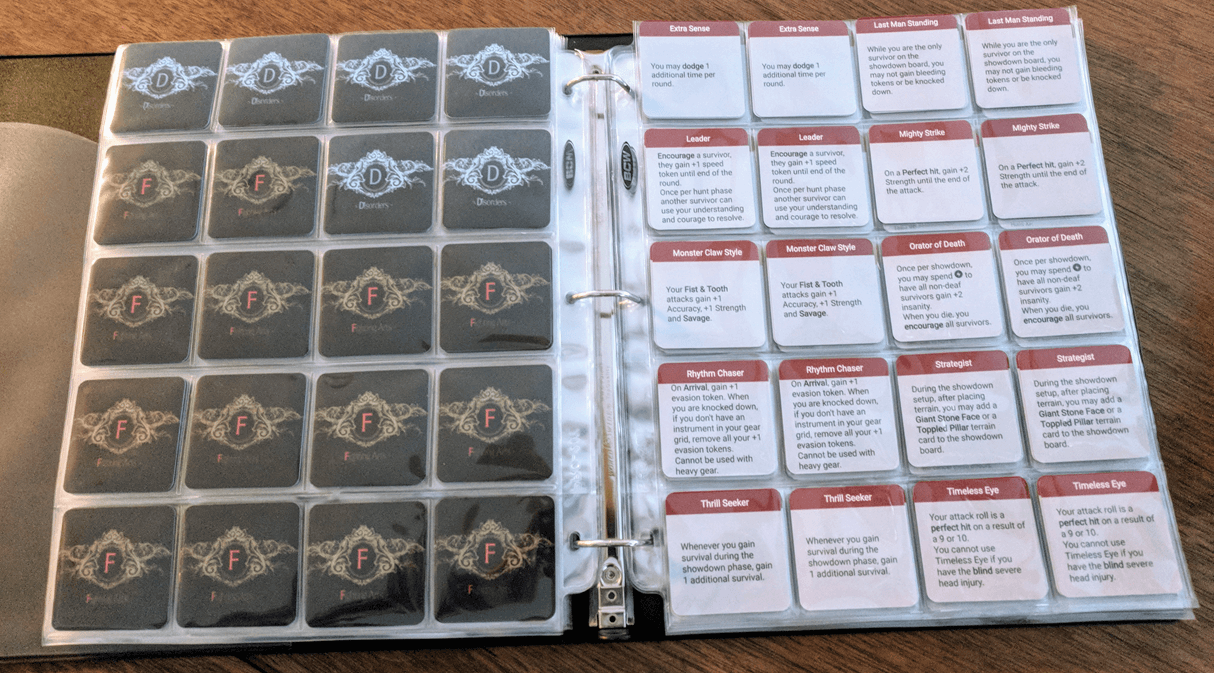 D
Disorders
D
Disorders
D
Disorders
D
Disorders
F
Fighting Arts
F
Fighting Arts
D
Disorders
D
Disorders
F
Fighting Arts
F
Fighting Arts
F
Fighting Arts
F
Fighting Arts
F
Fighting Arts
F
F
Fighting Arts
F
Fighting Arts
F
Fighting Arts
F
F
F
BCW
BCW
Extra Sense
You may dodge 1
additional time per
round.
Extra Sense
You may dodge 1
additional time per
round.
Last Man Standing
While you are the only
survivor on the
showdown board, you
may not gain bleeding
tokens or be knocked
down.
Last Man Standing
While you are the only
survivor on the
showdown board, you
may not gain bleeding
tokens or be knocked
down.
Leader
Encourage a survivor,
they gain +1 speed
token until end of the
round.
Once per hunt phase
another survivor can
use your understanding
and courage to resolve.
Leader
Encourage a survivor,
they gain +1 speed
token until end of the
round.
Once per hunt phase
another survivor can
use your understanding
and courage to resolve.
Mighty Strike
On a Perfect hit, gain +2
Strength until the end of
the attack.
Mighty Strike
On a Perfect hit, gain +2
Strength until the end of
the attack.
Monster Claw Style
Your Fist & Tooth
attacks gain +1
Accuracy, +1 Strength
and Savage.
Monster Claw Style
Your Fist & Tooth
attacks gain +1
Accuracy, +1 Strength
and Savage.
Orator of Death
Once per showdown,
you may spend to
have all non-deaf
survivors gain +2
insanity.
When you die, you
encourage all survivors.
Orator of Death
Once per showdown,
you may spend to
have all non-deaf
survivors gain +2
insanity.
When you die, you
encourage all survivors.
Rhythm Chaser
On Arrival, gain +1
evasion token. When
you are knocked down,
if you don't have an
instrument in your gear
grid, remove all your +1
evasion tokens.
Cannot be used with
heavy gear.
Rhythm Chaser
On Arrival, gain +1
evasion token. When
you are knocked down,
if you don't have an
instrument in your gear
grid, remove all your +1
evasion tokens.
Cannot be used with
heavy gear.
Strategist
During the showdown
setup, after placing
terrain, you may add a
Giant Stone Face or a
Toppled Pillar terrain
card to the showdown
board.
Strategist
During the showdown
setup, after placing
terrain, you may add a
Giant Stone Face or a
Toppled Pillar terrain
card to the showdown
board.
Thrill Seeker
Whenever you gain
survival during the
showdown phase, gain
1 additional survival.
Thrill Seeker
Whenever you gain
survival during the
showdown phase, gain
1 additional survival.
Timeless Eye
Your attack roll is a
perfect hit on a result of
a 9 or 10.
You cannot use
Timeless Eye if you
have the blind severe
head injury.
Timeless Eye
Your attack roll is a
perfect hit on a result of
a 9 or 10.
You cannot use
Timeless Eye if you
have the blind severe
head injury.